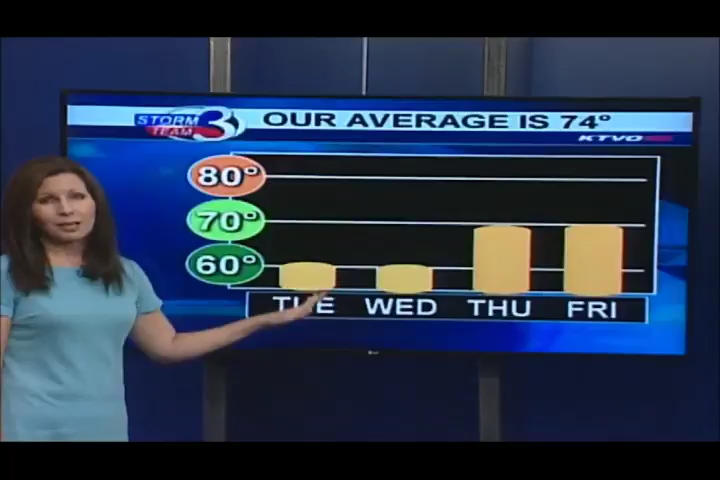 STORM TEAM 3
OUR AVERAGE IS 74°
KTVO
80°
70°
60°
TUE WED THU FRI